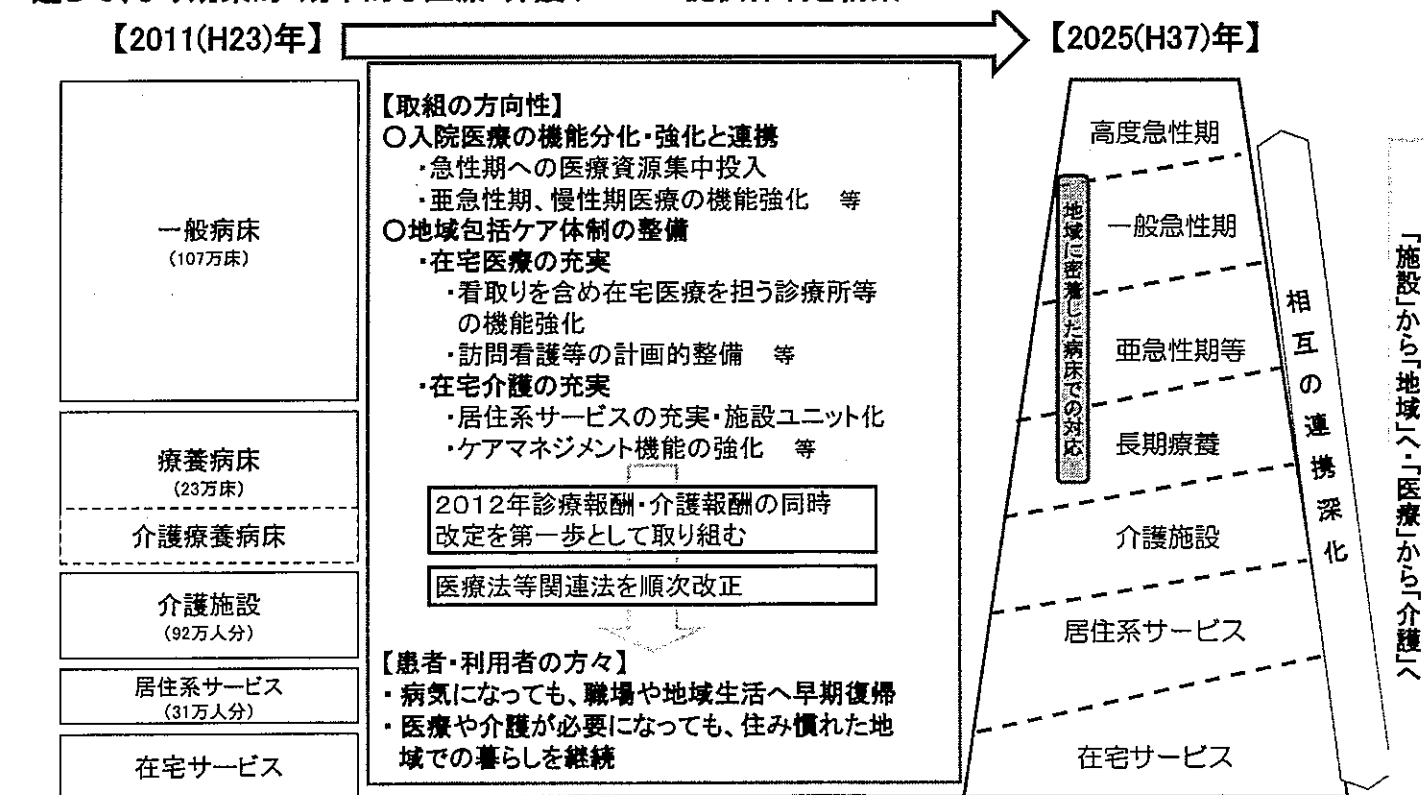 【2011(H23)年】
【2025(H37)年】
一般病床
(107万床)
療養病床
(23万床)
介護療養病床
介護施設
(92万人分)
居住系サービス
(31万人分)
在宅サービス
【取組の方向性】
○入院医療の機能分化・強化と連携
・急性期への医療資源集中投入
・亜急性期、慢性期医療の機能強化 等
○地域包括ケア体制の整備
・在宅医療の充実
・看取りを含め在宅医療を担う診療所等
の機能強化
・訪問看護等の計画的整備 等
・在宅介護の充実
・居住系サービスの充実・施設ユニット化
・ケアマネジメント機能の強化 等
2012年診療報酬・介護報酬の同時
改定を第一歩として取り組む
医療法等関連法を順次改正
【患者・利用者の方々】
・病気になっても、職場や地域生活へ早期復帰
・医療や介護が必要になっても、住み慣れた地
域での暮らしを継続
高度急性期
一般急性期
亜急性期等
長期療養
介護施設
居住系サービス
在宅サービス
地域に密着した病床での対応
相互の連携深化
「施設」から「地域」へ・「医療」から「介護」へ